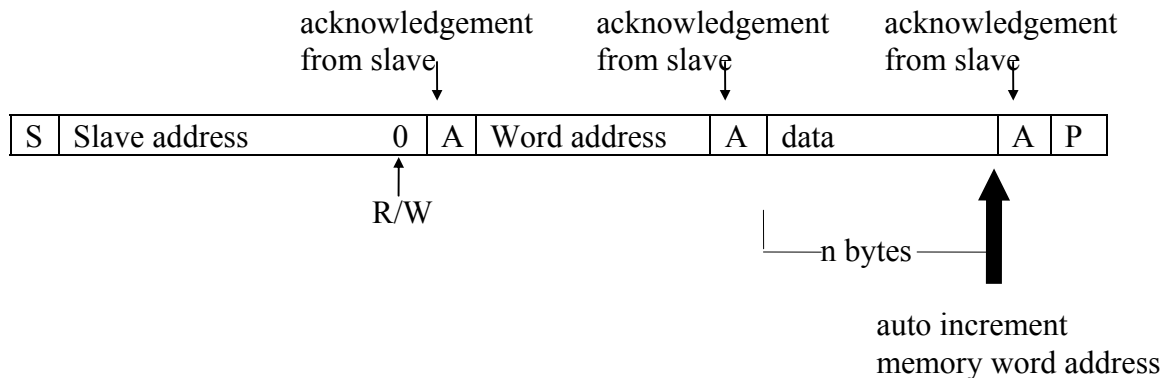 acknowledgement acknowledgement acknowledgement
from slave from slave from slave
S Slave address 0 A Word address A data A P
R/W
n bytes
auto increment
memory word address